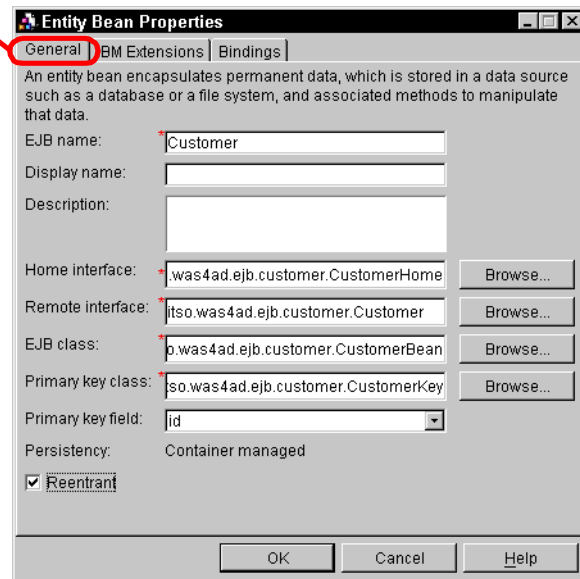 Entity Bean Properties
General BM Extensions Bindings
An entity bean encapsulates permanent data, which is stored in a data source
such as a database or a file system, and associated methods to manipulate
that data.
EJB name: *Customer
Display name:
Description:
Home interface: *.was4ad.ejb.customer.CustomerHome Browse...
Remote interface: *itso.was4ad.ejb.customer.Customer Browse...
EJB class: *o.was4ad.ejb.customer.CustomerBean Browse...
Primary key class: *tso.was4ad.ejb.customer.CustomerKey Browse...
Primary key field: id
Persistency: Container managed
Reentrant
OK Cancel Help